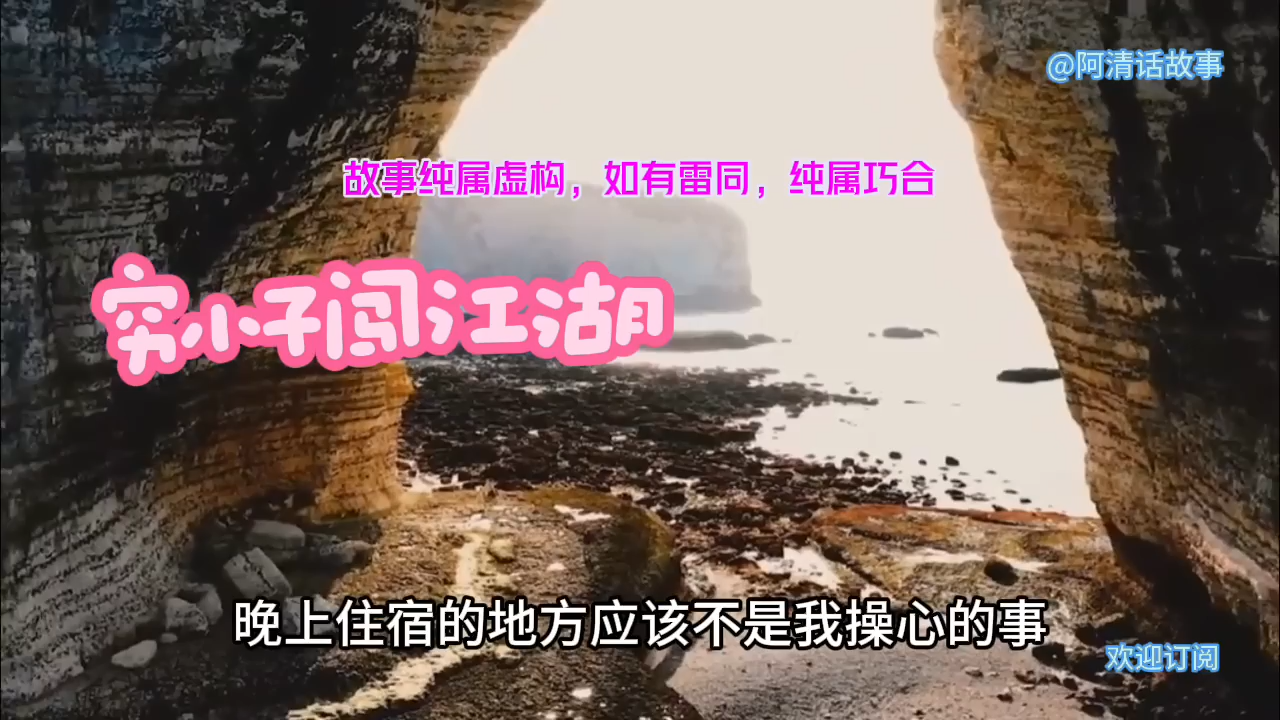 @阿清话故事
故事纯属虚构，如有雷同，纯属巧合
穷小子闯江湖
晚上住宿的地方应该不是我操心的事
欢迎订阅